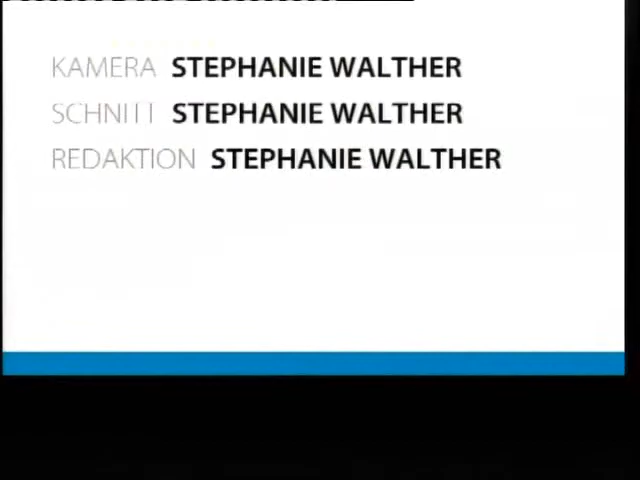 KAMERA STEPHANIE WALTHER
SCHNITT STEPHANIE WALTHER
REDAKTION STEPHANIE WALTHER